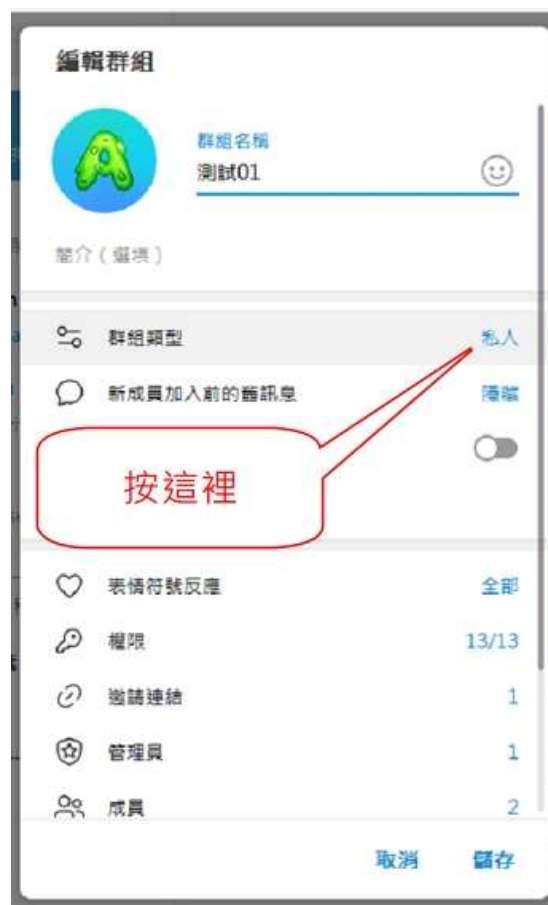 編輯群組
群組名稱
測試01
簡介(選填)
群組類型 私人
新成員加入前的舊訊息 隱藏
按這裡
表情符號反應 全部
權限 13/13
邀請連結 1
管理員 1
成員 2
取消 儲存